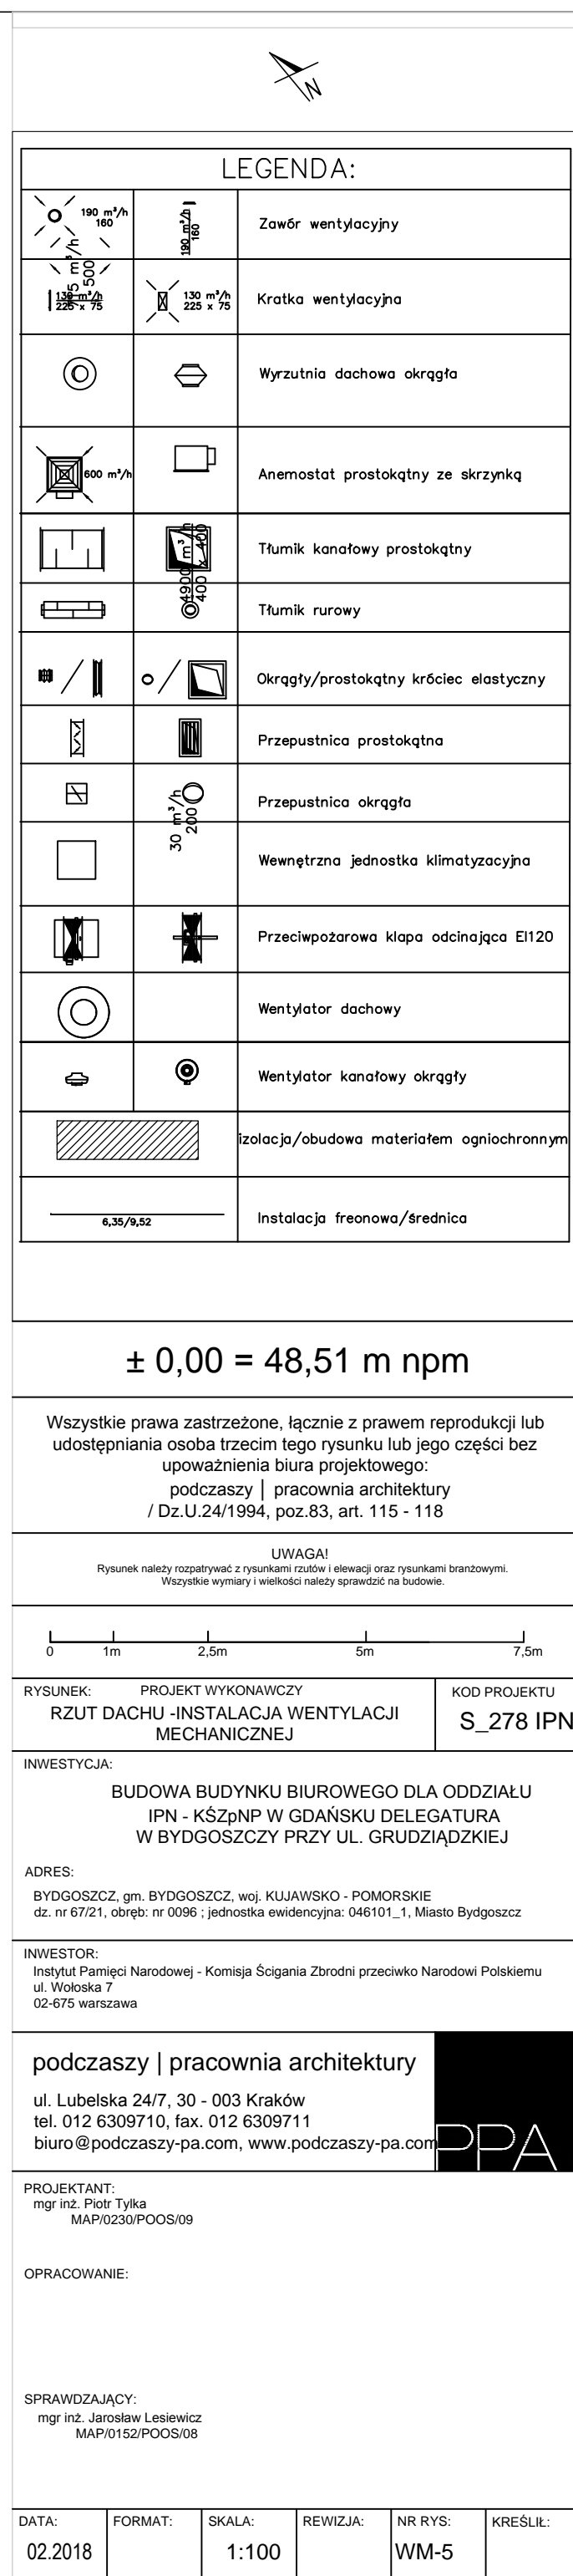 N
LEGENDA:
190 m³/h
160
190 m³/h
160
Zawór wentylacyjny
500
130 m³/h
225 x 75
130 m³/h
225 x 75
Kratka wentylacyjna
Wyrzutnia dachowa okrągła
600 m³/h
Anemostat prostokątny ze skrzynką
Tłumik kanałowy prostokątny
4900 m³/h
400 x 400
Tłumik rurowy
Okrągły/prostokątny króciec elastyczny
Przepustnica prostokątna
Przepustnica okrągła
30 m³/h
200
Wewnętrzna jednostka klimatyzacyjna
Przeciwpożarowa klapa odcinająca EI120
Wentylator dachowy
Wentylator kanałowy okrągły
izolacja/obudowa materiałem ogniochronnym
6,35/9,52
Instalacja freonowa/średnica
± 0,00 = 48,51 m npm
Wszystkie prawa zastrzeżone, łącznie z prawem reprodukcji lub
udostępniania osoba trzecim tego rysunku lub jego części bez
upoważnienia biura projektowego:
podczaszy | pracownia architektury
/ Dz.U.24/1994, poz.83, art. 115 - 118
UWAGA!
Rysunek należy rozpatrywać z rysunkami rzutów i elewacji oraz rysunkami branżowymi.
Wszystkie wymiary i wielkości należy sprawdzić na budowie.
0 1m 2,5m 5m 7,5m
RYSUNEK: PROJEKT WYKONAWCZY
RZUT DACHU -INSTALACJA WENTYLACJI
MECHANICZNEJ
KOD PROJEKTU
S_278 IPN
INWESTYCJA:
BUDOWA BUDYNKU BIUROWEGO DLA ODDZIAŁU
IPN - KŚZpNP W GDAŃSKU DELEGATURA
W BYDGOSZCZY PRZY UL. GRUDZIĄDZKIEJ
ADRES:
BYDGOSZCZ, gm. BYDGOSZCZ, woj. KUJAWSKO - POMORSKIE
dz. nr 67/21, obręb: nr 0096 ; jednostka ewidencyjna: 046101_1, Miasto Bydgoszcz
INWESTOR:
Instytut Pamięci Narodowej - Komisja Ścigania Zbrodni przeciwko Narodowi Polskiemu
ul. Wołoska 7
02-675 warszawa
podczaszy | pracownia architektury
ul. Lubelska 24/7, 30 - 003 Kraków
tel. 012 6309710, fax. 012 6309711
biuro@podczaszy-pa.com, www.podczaszy-pa.com
PPA
PROJEKTANT:
mgr inż. Piotr Tylka
MAP/0230/POOS/09
OPRACOWANIE:
SPRAWDZAJĄCY:
mgr inż. Jarosław Lesiewicz
MAP/0152/POOS/08
DATA: FORMAT: SKALA: REWIZJA: NR RYS: KREŚLIŁ:
02.2018 1:100 WM-5